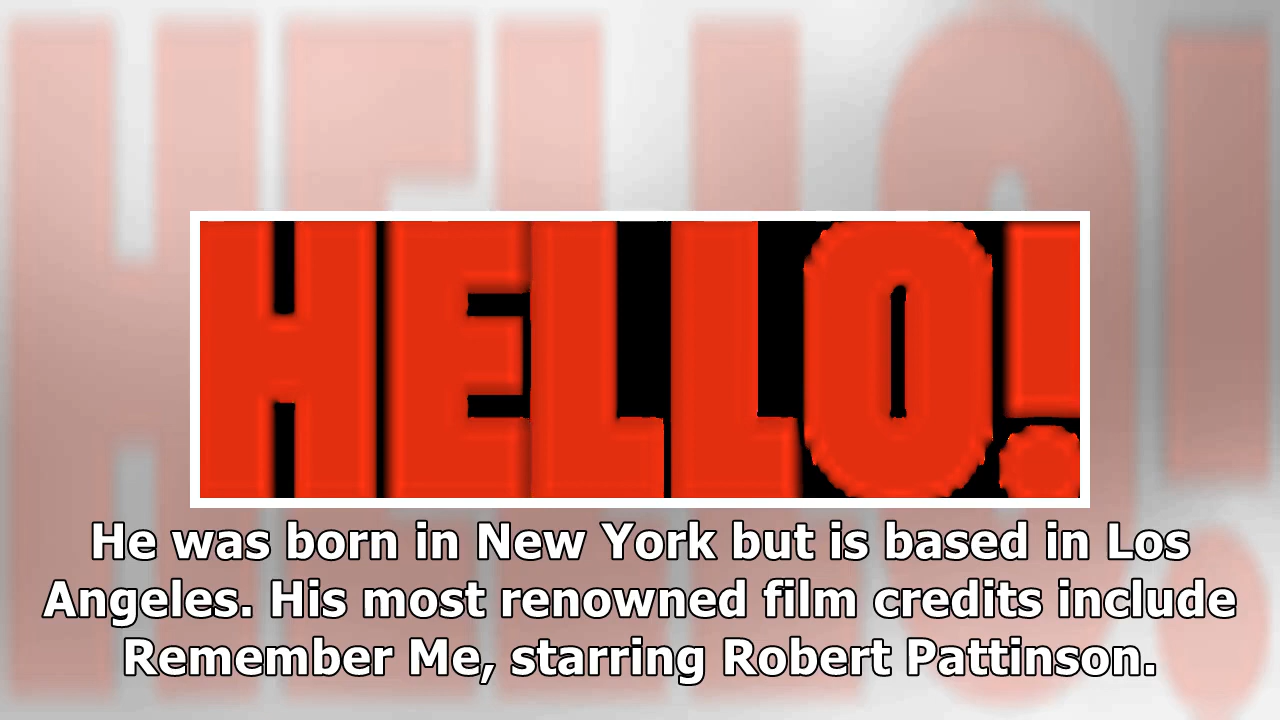 HELLO!
He was born in New York but is based in Los
Angeles. His most renowned film credits include
Remember Me, starring Robert Pattinson.